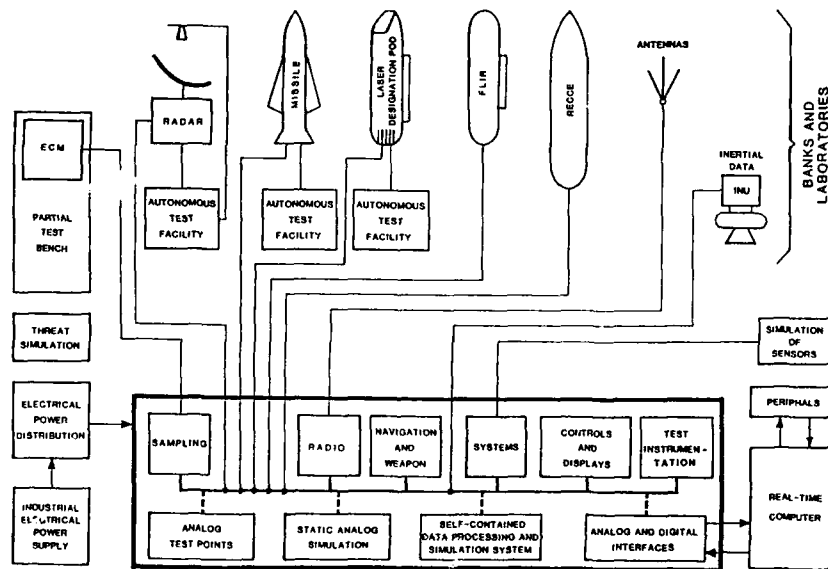 ANTENNAS
MISSILE
LASER
DESIGNATION POD
FLIR
RECCE
BANKS AND
LABORATORIES
RADAR
ECM
PARTIAL
TEST
BENCH
AUTONOMOUS
TEST
FACILITY
AUTONOMOUS
TEST
FACILITY
AUTONOMOUS
TEST
FACILITY
INERTIAL
DATA
INU
THREAT
SIMULATION
SIMULATION
OF
SENSORS
ELECTRICAL
POWER
DISTRIBUTION
PERIPHALS
SAMPLING
RADIO
NAVIGATION
AND
WEAPON
SYSTEMS
CONTROLS
AND
DISPLAYS
TEST
INSTRUMEN-
TATION
INDUSTRIAL
ELECTRICAL
POWER
SUPPLY
ANALOG
TEST POINTS
STATIC ANALOG
SIMULATION
SELF-CONTAINED
DATA PROCESSING AND
SIMULATION SYSTEM
ANALOG AND DIGITAL
INTERFACES
REAL-TIME
COMPUTER